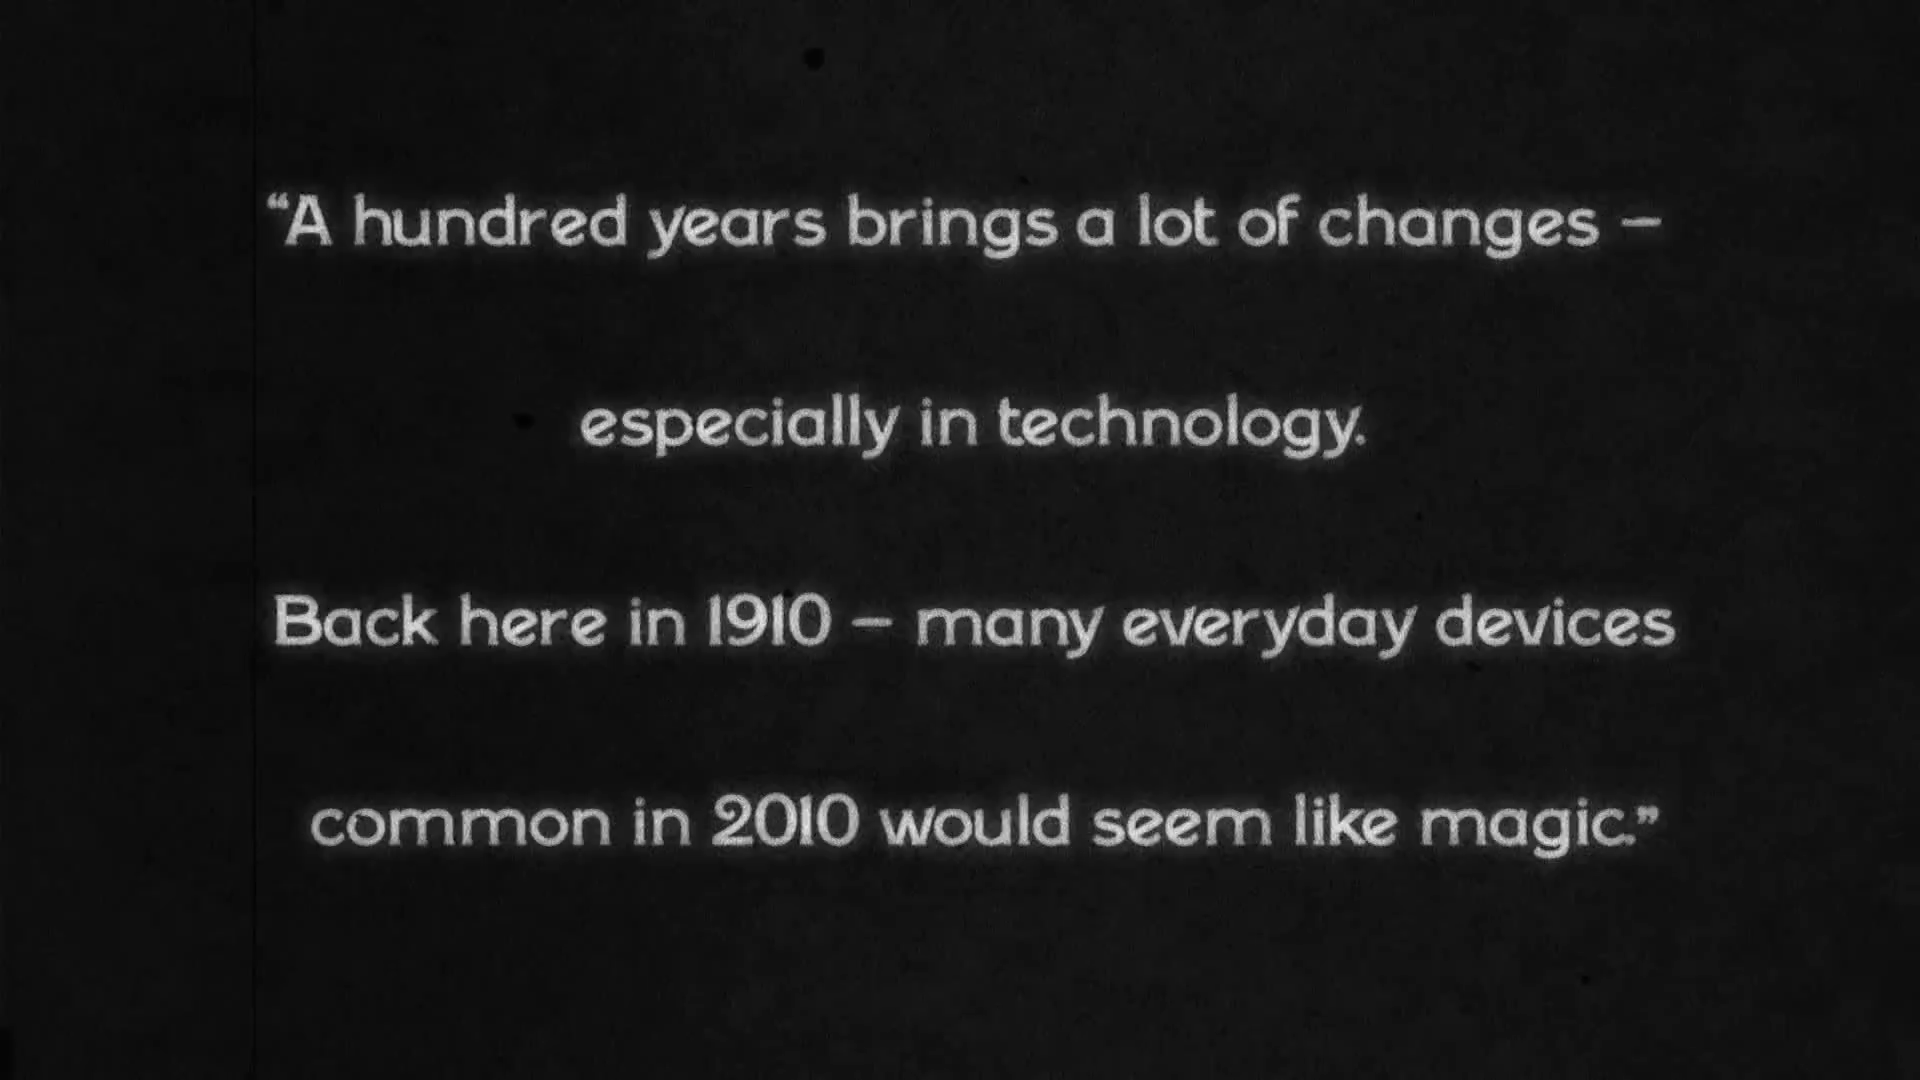 “A hundred years brings a lot of changes –
especially in technology.
Back here in 1910 – many everyday devices
common in 2010 would seem like magic.”